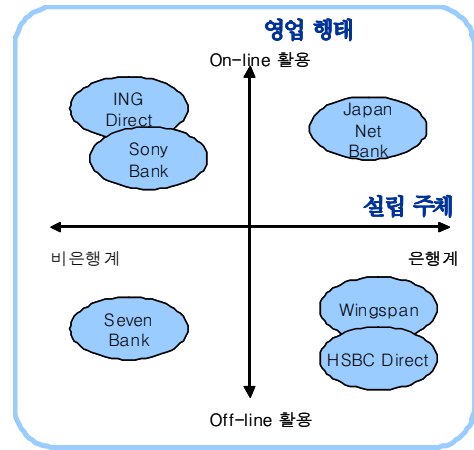 영업 행태
On-line 활용
ING
Direct
Sony
Bank
Japan
Net
Bank
설립 주체
비은행계
은행계
Seven
Bank
Wingspan
HSBC Direct
Off-line 활용